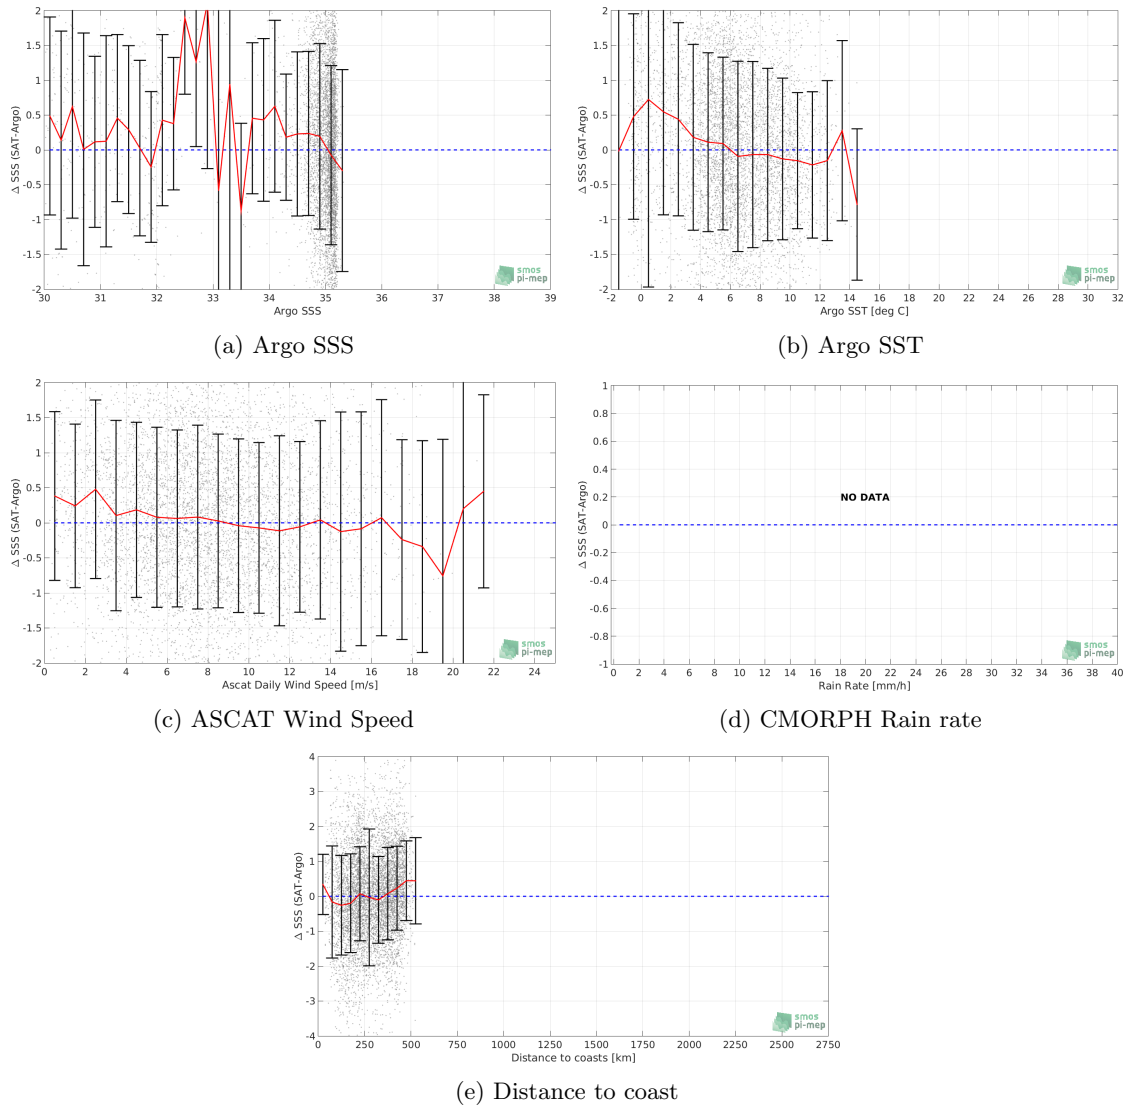 2
1.5
1
0.5
0
-0.5
-1
-1.5
-2
Δ SSS (SAT-Argo)
30 31 32 33 34 35 36 37 38 39
Argo SSS
smos
pi-mep
(a) Argo SSS
2
1.5
1
0.5
0
-0.5
-1
-1.5
-2
Δ SSS (SAT-Argo)
-2 0 2 4 6 8 10 12 14 16 18 20 22 24 26 28 30 32
Argo SST [deg C]
smos
pi-mep
(b) Argo SST
2
1.5
1
0.5
0
-0.5
-1
-1.5
-2
Δ SSS (SAT-Argo)
0 2 4 6 8 10 12 14 16 18 20 22 24
Ascat Daily Wind Speed [m/s]
smos
pi-mep
(c) ASCAT Wind Speed
1
0.8
0.6
0.4
0.2
0
-0.2
-0.4
-0.6
-0.8
-1
Δ SSS (SAT-Argo)
NO DATA
0 2 4 6 8 10 12 14 16 18 20 22 24 26 28 30 32 34 36 38 40
Rain Rate [mm/h]
smos
pi-mep
(d) CMORPH Rain rate
4
3
2
1
0
-1
-2
-3
-4
Δ SSS (SAT-Argo)
0 250 500 750 1000 1250 1500 1750 2000 2250 2500 2750
Distance to coasts [km]
smos
pi-mep
(e) Distance to coast